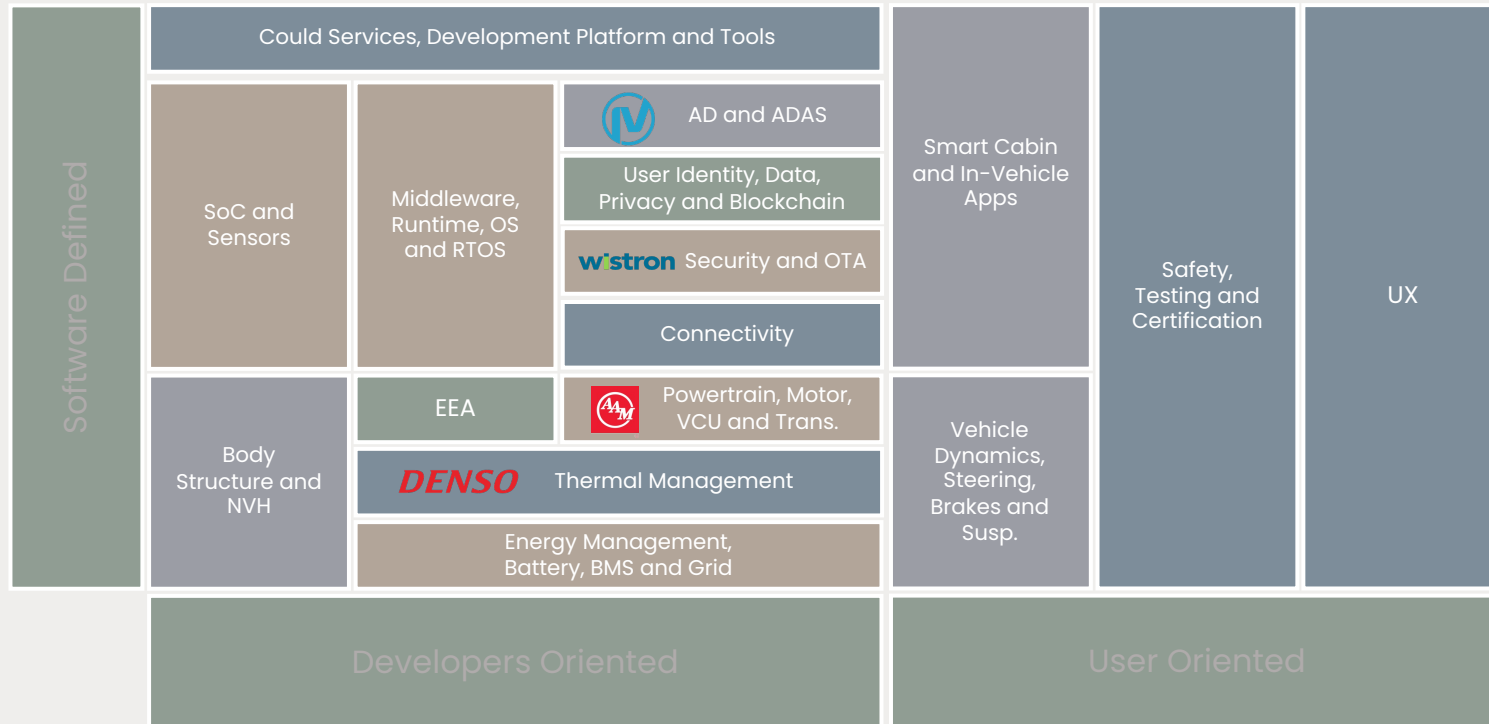 Software Defined
Could Services, Development Platform and Tools
SoC and
Sensors
Middleware,
Runtime, OS
and RTOS
AD and ADAS
User Identity, Data,
Privacy and Blockchain
wistron Security and OTA
Connectivity
Smart Cabin
and In-Vehicle
Apps
Safety,
Testing and
Certification
UX
Body
Structure and
NVH
EEA
AAM
Powertrain, Motor,
VCU and Trans.
DENSO Thermal Management
Energy Management,
Battery, BMS and Grid
Vehicle
Dynamics,
Steering,
Brakes and
Susp.
Developers Oriented
User Oriented